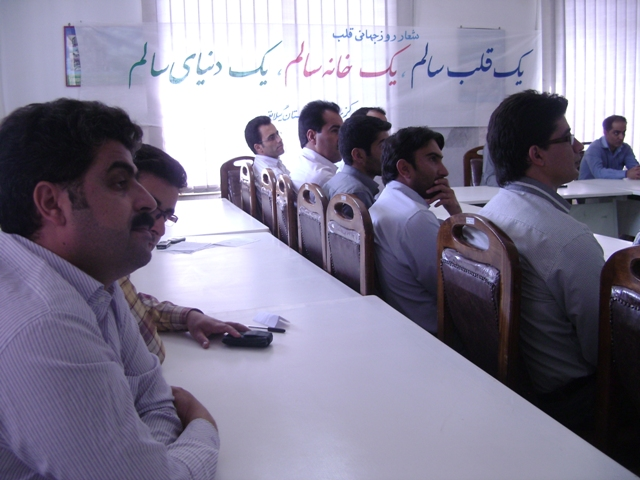 شعار روز جهانی قلب
یک قلب سالم، یک خانه سالم، یک دنیای سالم